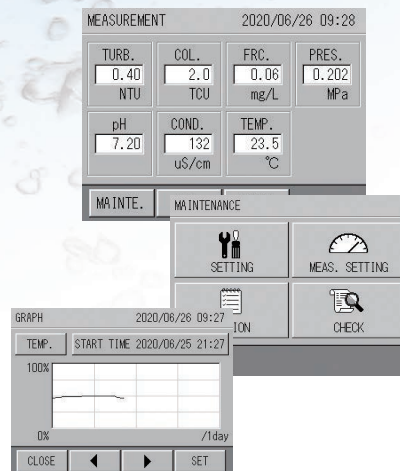 MEASUREMENT 2020/06/26 09:28
TURB. COL. FRC. PRES.
0.40 2.0 0.06 0.202
NTU TCU mg/L MPa
pH COND. TEMP.
7.20 132 23.5
uS/cm ℃
MAINTE.
MAINTENANCE
SETTING MEAS. SETTING
ION CHECK
GRAPH 2020/06/26 09:27
TEMP. START TIME 2020/06/25 21:27
100%
0% /1day
CLOSE ◀ ▶ SET